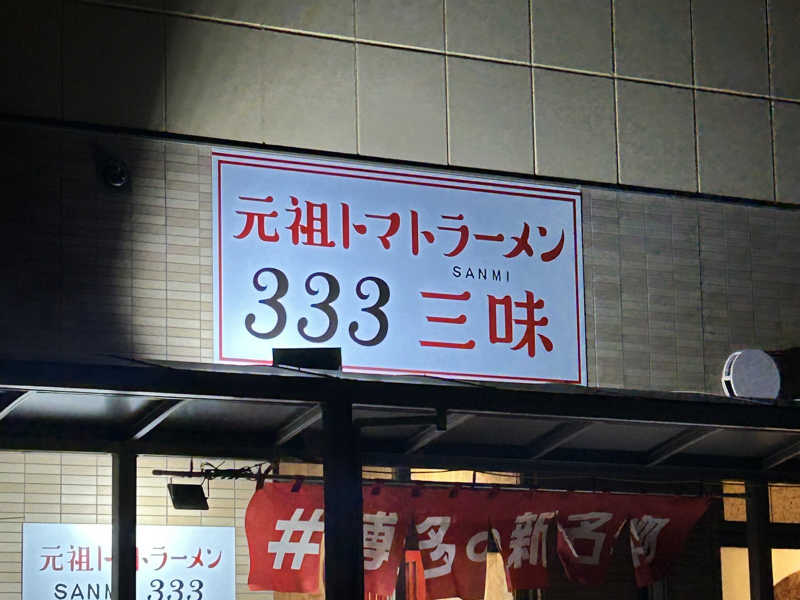 元祖トマトラーメン
SANMI
333 三味
元祖トマトラーメン
SANMI 333
#博多の新名物